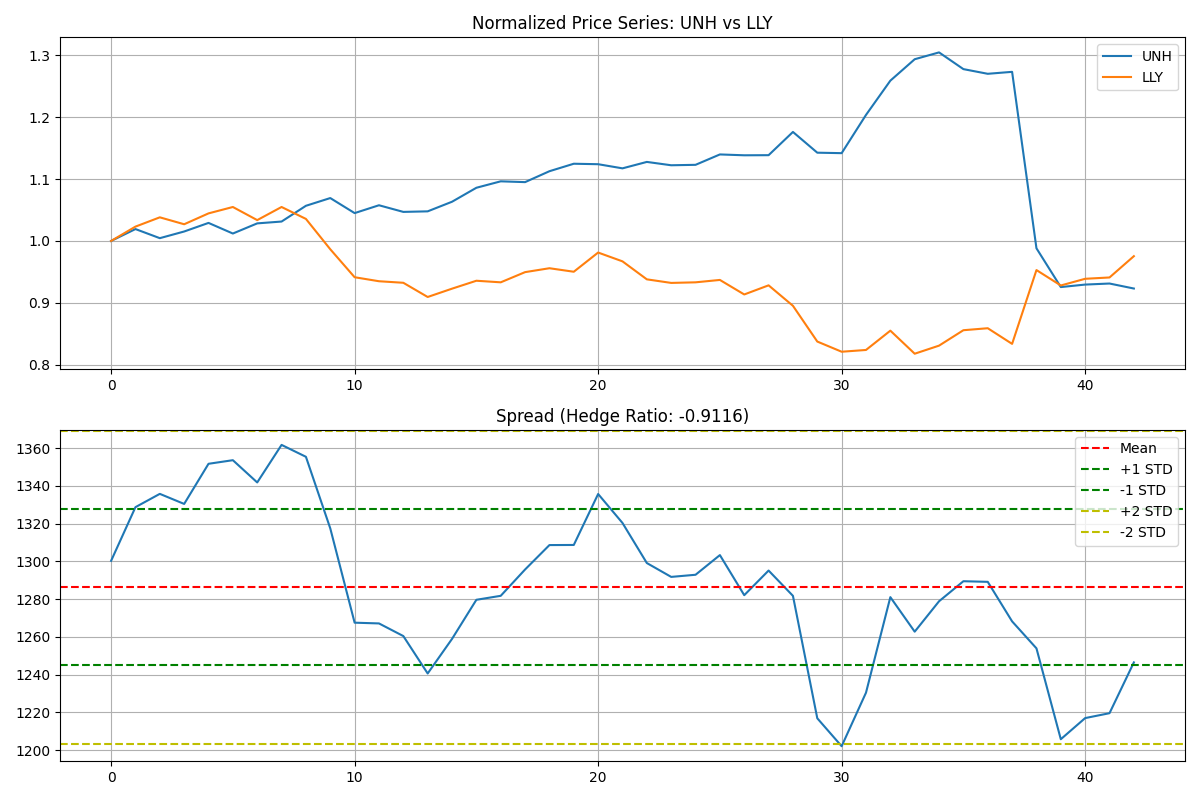 Normalized Price Series: UNH vs LLY
1.3
1.2
1.1
1.0
0.9
0.8
UNH
LLY
0 10 20 30 40
Spread (Hedge Ratio: -0.9116)
1360
1340
1320
1300
1280
1260
1240
1220
1200
Mean
+1 STD
-1 STD
+2 STD
-2 STD
0 10 20 30 40